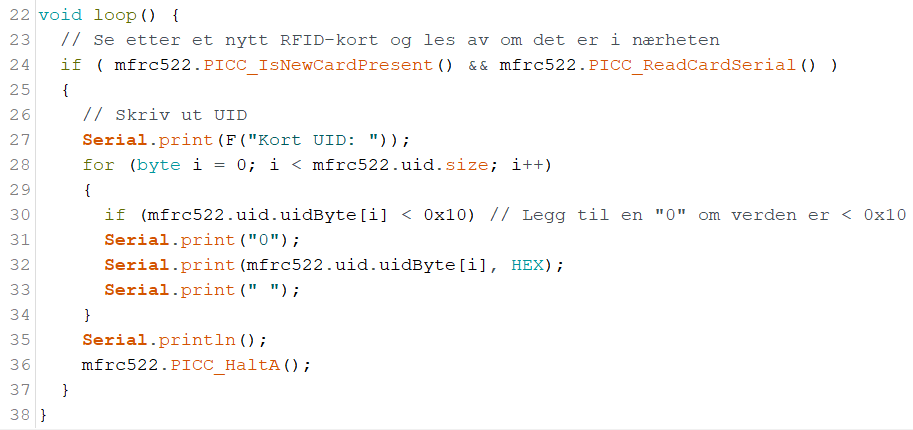 22 void loop() {
23   // Se etter et nytt RFID-kort og les av om det er i nærheten
24   if ( mfrc522.PICC_IsNewCardPresent() && mfrc522.PICC_ReadCardSerial() )
25   {
26     // Skriv ut UID
27     Serial.print(F("Kort UID: "));
28     for (byte i = 0; i < mfrc522.uid.size; i++)
29     {
30       if (mfrc522.uid.uidByte[i] < 0x10) // Legg til en "0" om verden er < 0x10
31       Serial.print("0");
32       Serial.print(mfrc522.uid.uidByte[i], HEX);
33       Serial.print(" ");
34     }
35     Serial.println();
36     mfrc522.PICC_HaltA();
37   }
38 }